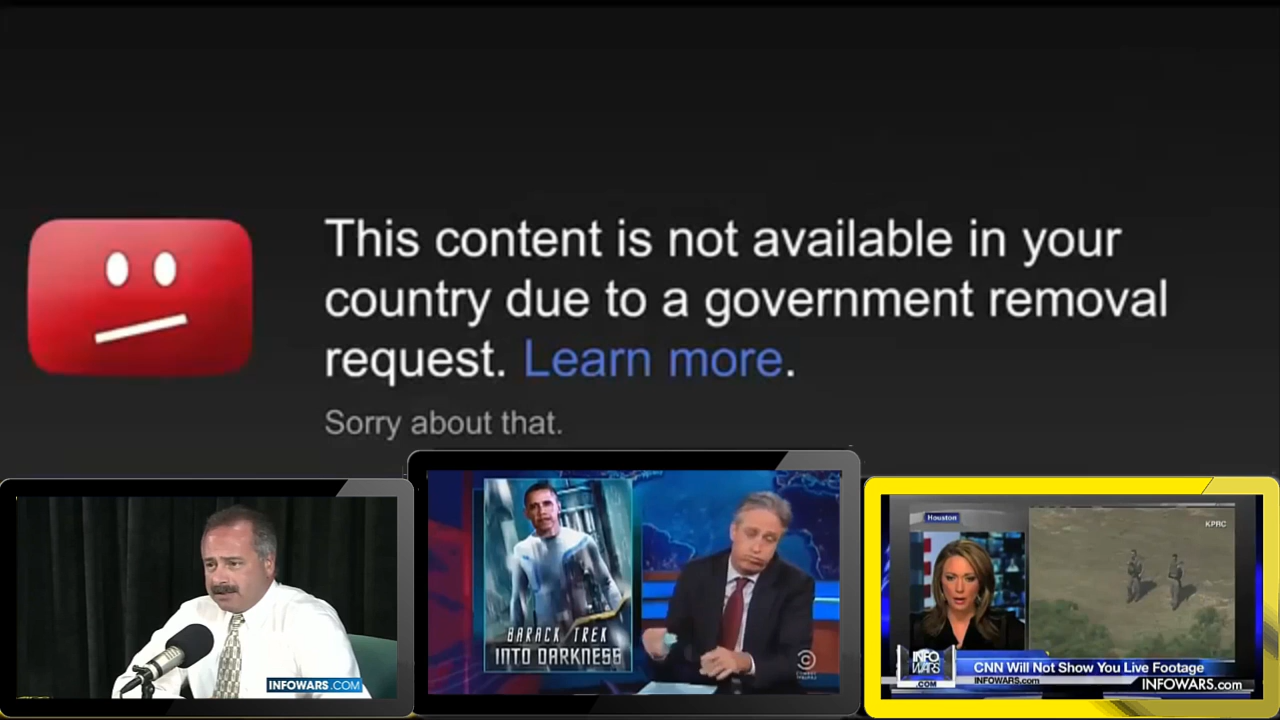 This content is not available in your
country due to a government removal
request. Learn more.
Sorry about that.
INFOWARS.COM
BARACK TREK
INTO DARKNESS
Houston
KPRC
INFO
WARS
.COM
CNN Will Not Show You Live Footage
INFOWARS.com
INFOWARS.com